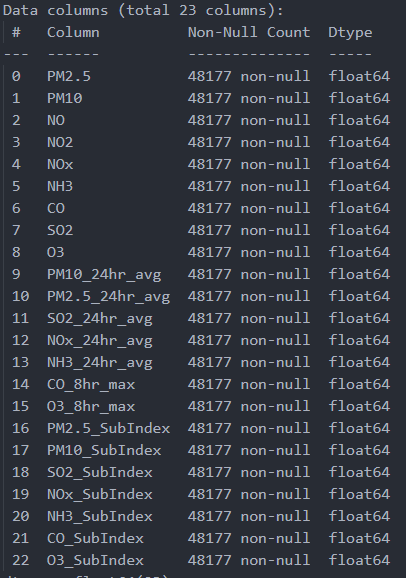 Data columns (total 23 columns):
 #   Column         Non-Null Count  Dtype
---  ------         --------------  -----
 0   PM2.5          48177 non-null  float64
 1   PM10           48177 non-null  float64
 2   NO             48177 non-null  float64
 3   NO2            48177 non-null  float64
 4   NOx            48177 non-null  float64
 5   NH3            48177 non-null  float64
 6   CO             48177 non-null  float64
 7   SO2            48177 non-null  float64
 8   O3             48177 non-null  float64
 9   PM10_24hr_avg  48177 non-null  float64
 10  PM2.5_24hr_avg 48177 non-null  float64
 11  SO2_24hr_avg   48177 non-null  float64
 12  NOx_24hr_avg   48177 non-null  float64
 13  NH3_24hr_avg   48177 non-null  float64
 14  CO_8hr_max     48177 non-null  float64
 15  O3_8hr_max     48177 non-null  float64
 16  PM2.5_SubIndex 48177 non-null  float64
 17  PM10_SubIndex  48177 non-null  float64
 18  SO2_SubIndex   48177 non-null  float64
 19  NOx_SubIndex   48177 non-null  float64
 20  NH3_SubIndex   48177 non-null  float64
 21  CO_SubIndex    48177 non-null  float64
 22  O3_SubIndex    48177 non-null  float64